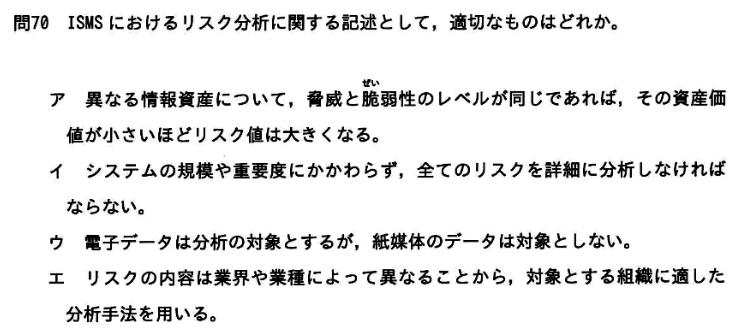 問70 ISMSにおけるリスク分析に関する記述として，適切なものはどれか。
ぜい
ア 異なる情報資産について，脅威と脆弱性のレベルが同じであれば，その資産価
値が小さいほどリスク値は大きくなる。
イ システムの規模や重要度にかかわらず，全てのリスクを詳細に分析しなければ
ならない。
ウ 電子データは分析の対象とするが，紙媒体のデータは対象としない。
エ リスクの内容は業界や業種によって異なることから，対象とする組織に適した
分析手法を用いる。